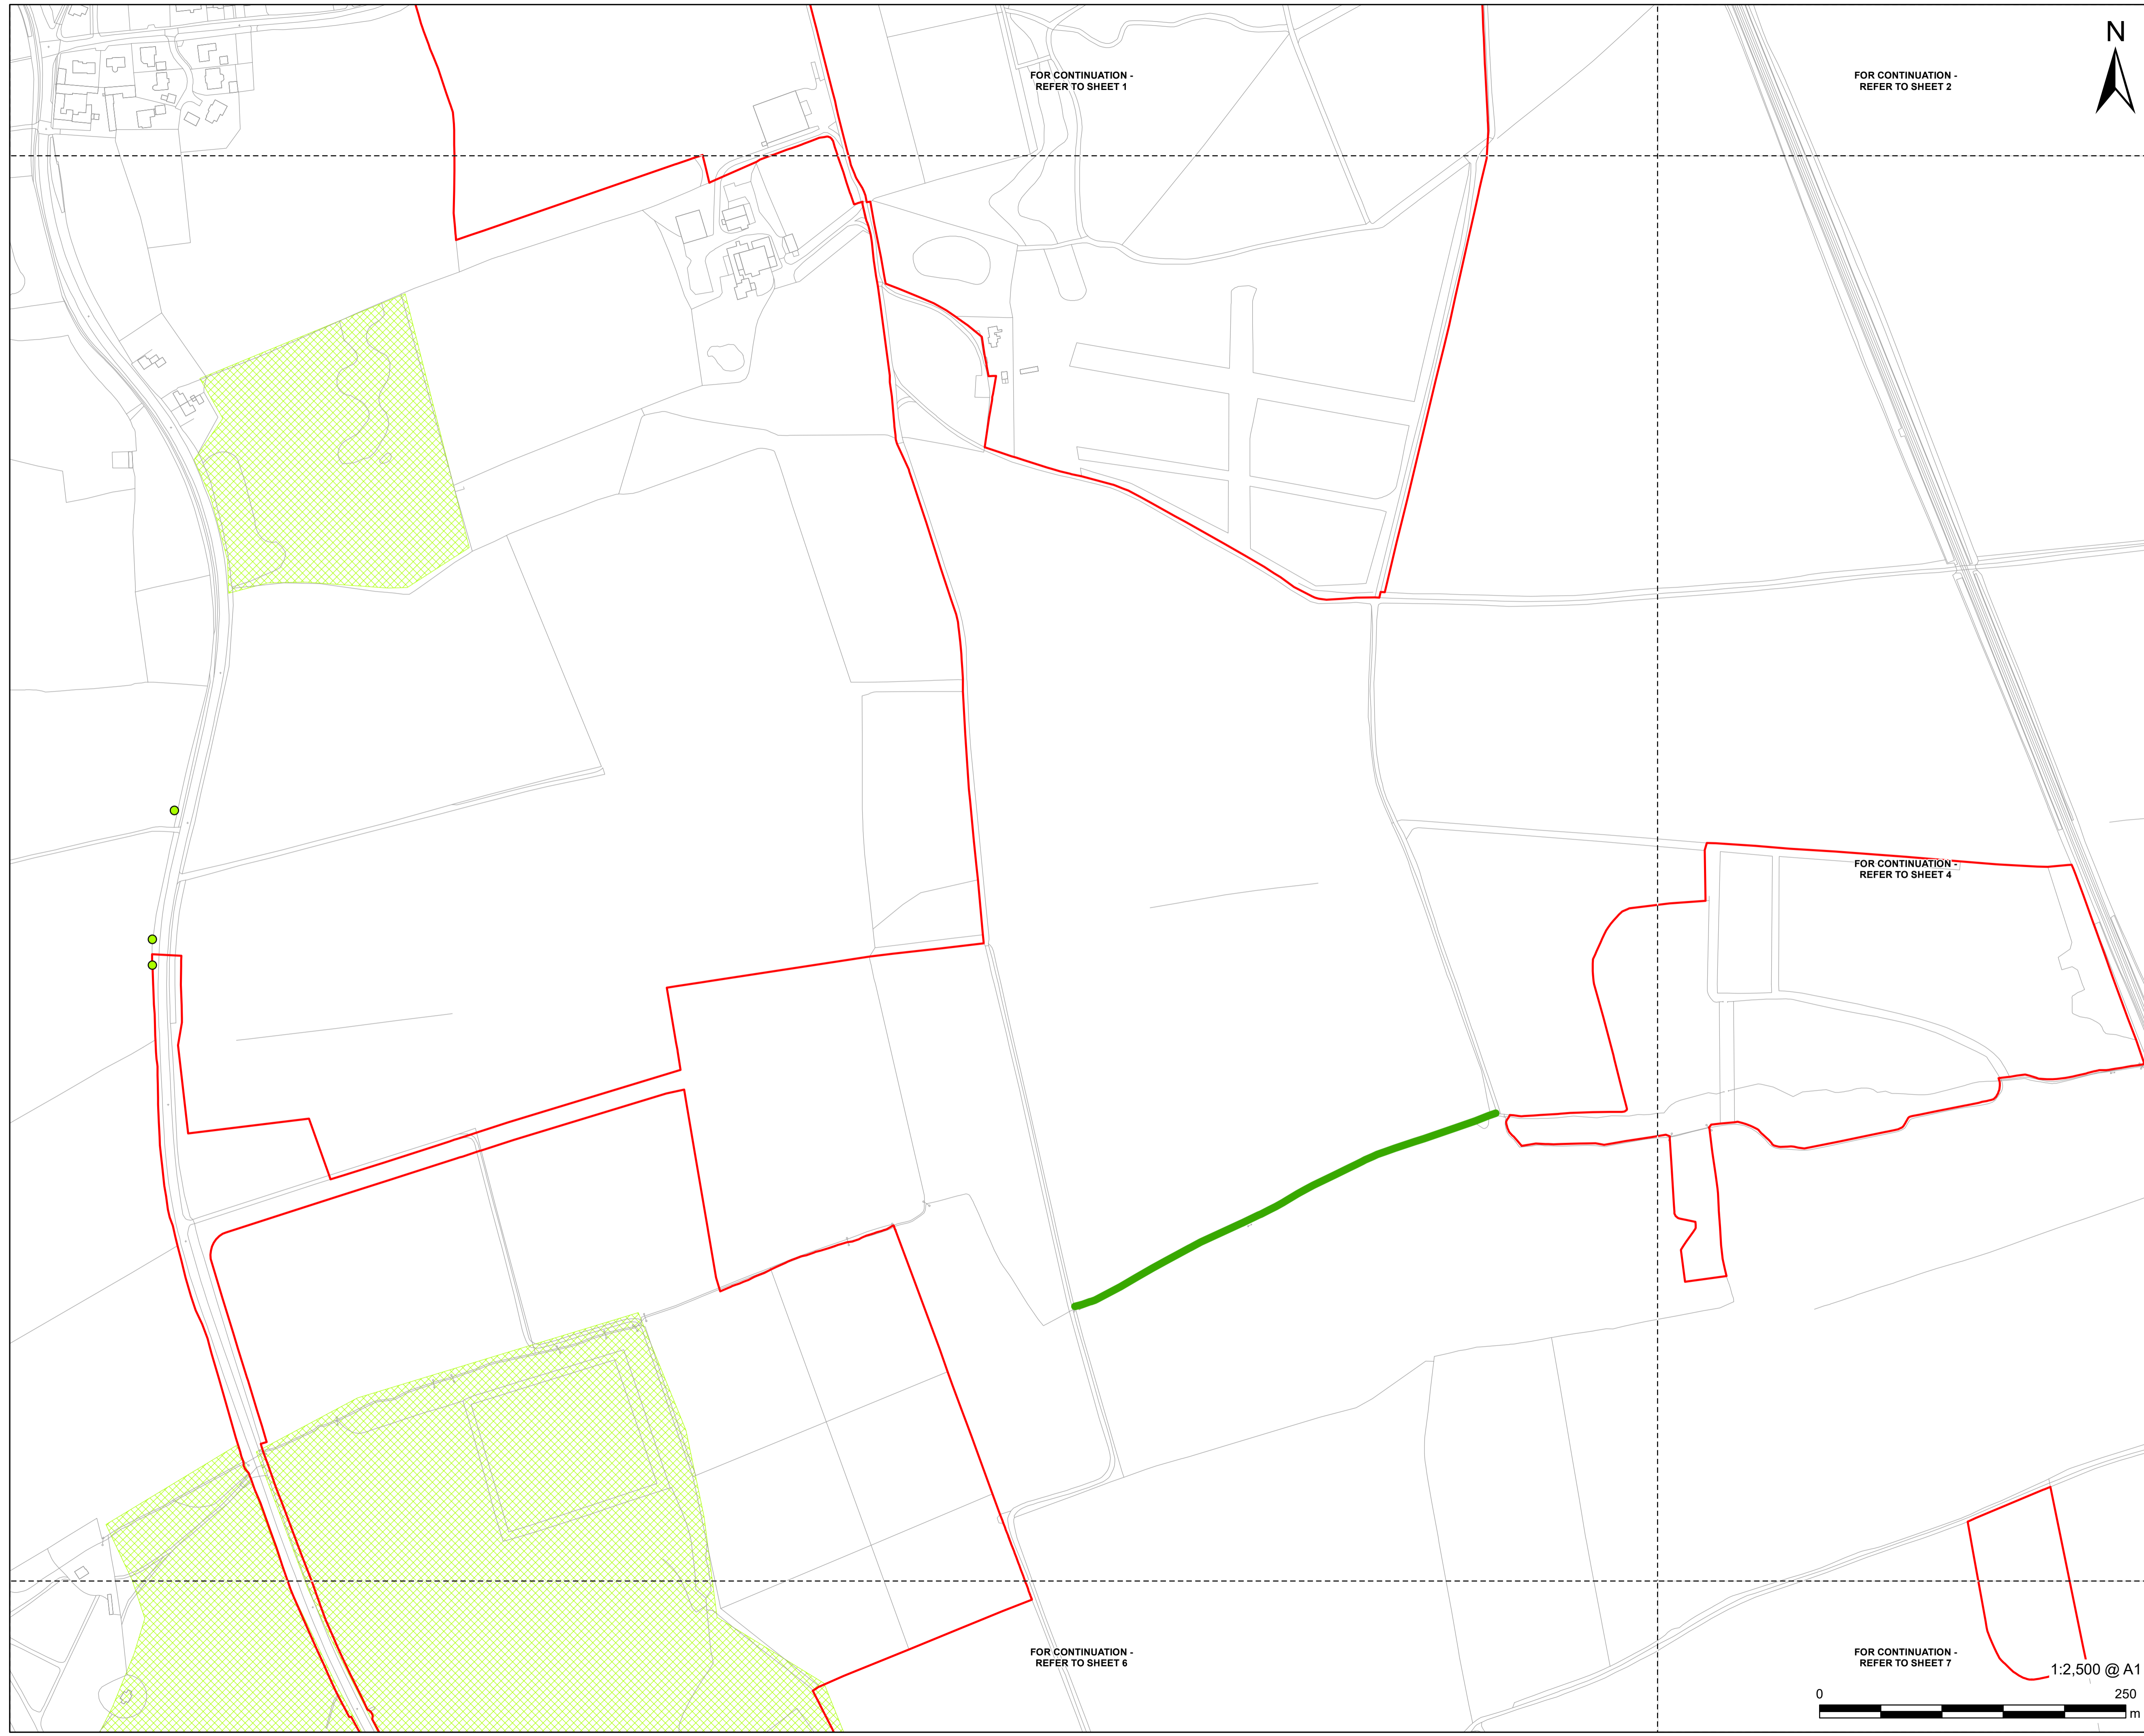 N
FOR CONTINUATION -
REFER TO SHEET 1
FOR CONTINUATION -
REFER TO SHEET 2
FOR CONTINUATION -
REFER TO SHEET 4
FOR CONTINUATION -
REFER TO SHEET 6
FOR CONTINUATION -
REFER TO SHEET 7
1:2,500 @ A1
0
250
m